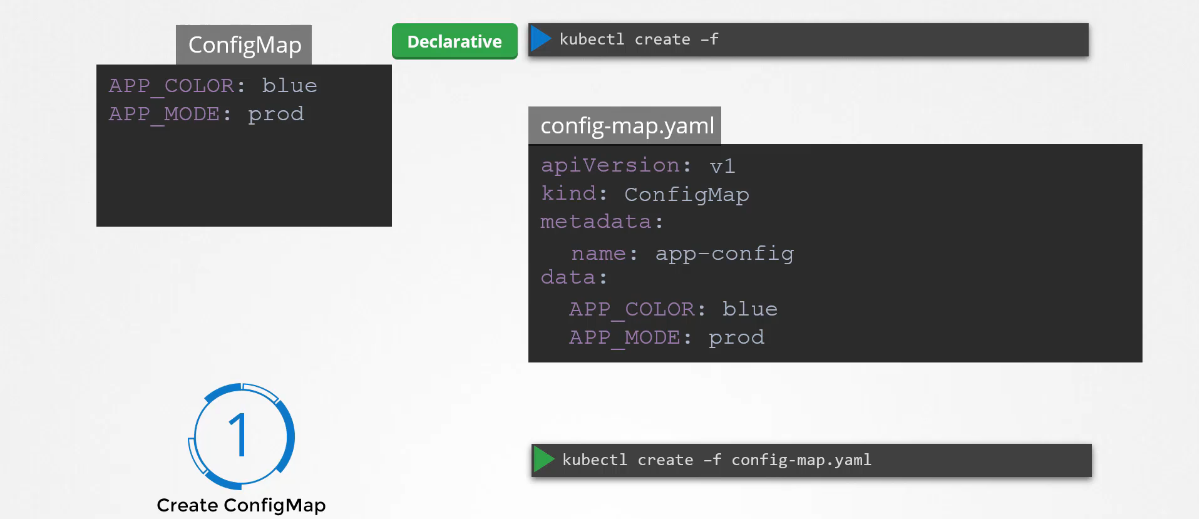 ConfigMap
APP_COLOR: blue
APP_MODE: prod
Declarative
kubectl create –f
config-map.yaml
apiVersion: v1
kind: ConfigMap
metadata:
  name: app-config
data:
  APP_COLOR: blue
  APP_MODE: prod
1
Create ConfigMap
kubectl create –f config-map.yaml